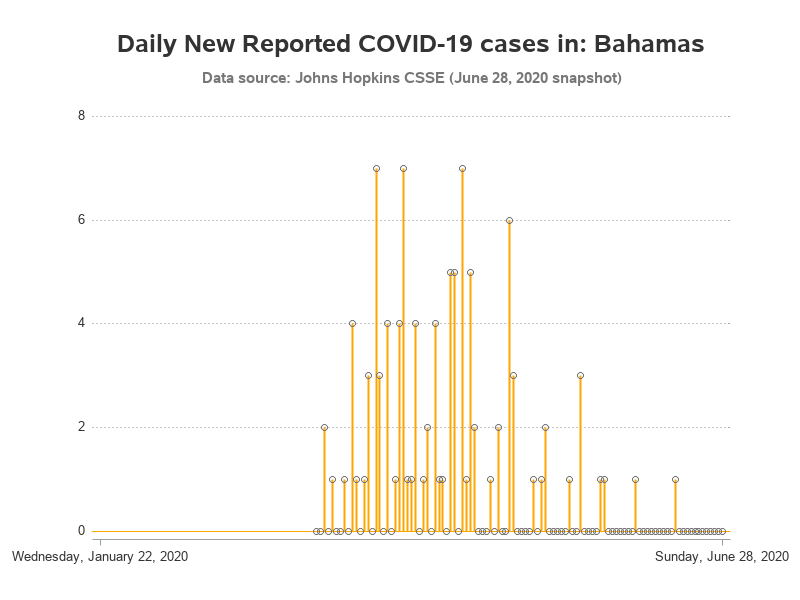 Daily New Reported COVID-19 cases in: Bahamas
Data source: Johns Hopkins CSSE (June 28, 2020 snapshot)
8
6
4
2
0
Wednesday, January 22, 2020
Sunday, June 28, 2020